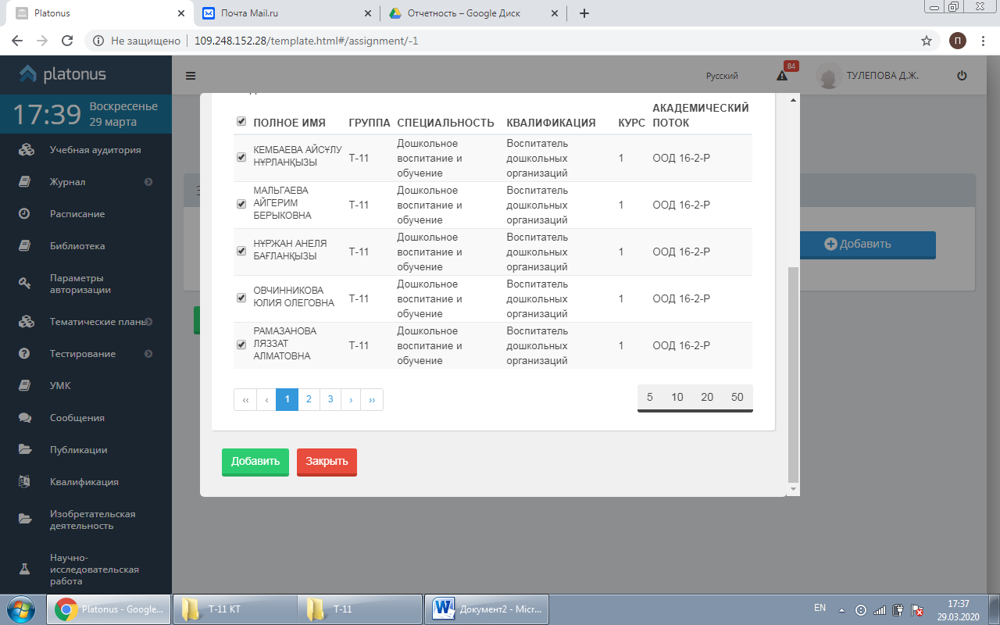 Platonus
Почта Mail.ru
Отчетность – Google Диск
Не защищено
109.248.152.28/template.html#/assignment/-1
П
platonus
Русский
84
ТУЛЕПОВА Д.Ж.
17:39
Воскресенье
29 марта
Учебная аудитория
Журнал
Расписание
Библиотека
Параметры
авторизации
Тематические планы
Тестирование
УМК
Сообщения
Публикации
Квалификация
Изобретательская
деятельность
Научно-
исследовательская
работа
ПОЛНОЕ ИМЯ ГРУППА СПЕЦИАЛЬНОСТЬ КВАЛИФИКАЦИЯ КУРС АКАДЕМИЧЕСКИЙ
ПОТОК
КЕМБАЕВА АЙСҰЛУ
НҰРЛАНҚЫЗЫ
Т-11
Дошкольное
воспитание и
обучение
Воспитатель
дошкольных
организаций
1
ООД 16-2-Р
МАЛЬГАЕВА
АЙГЕРИМ
БЕРЫКОВНА
Т-11
Дошкольное
воспитание и
обучение
Воспитатель
дошкольных
организаций
1
ООД 16-2-Р
НҰРЖАН АНЕЛЯ
БАҒЛАНҚЫЗЫ
Т-11
Дошкольное
воспитание и
обучение
Воспитатель
дошкольных
организаций
1
ООД 16-2-Р
ОВЧИННИКОВА
ЮЛИЯ ОЛЕГОВНА
Т-11
Дошкольное
воспитание и
обучение
Воспитатель
дошкольных
организаций
1
ООД 16-2-Р
РАМАЗАНОВА
ЛЯЗЗАТ
АЛМАТОВНА
Т-11
Дошкольное
воспитание и
обучение
Воспитатель
дошкольных
организаций
1
ООД 16-2-Р
‹‹ ‹ 1 2 3 › ››
5 10 20 50
Добавить
Закрыть
Добавить
Platonus - Google...
Т-11 КТ
Т-11
Документ2 - Micr...
EN
17:37
29.03.2020